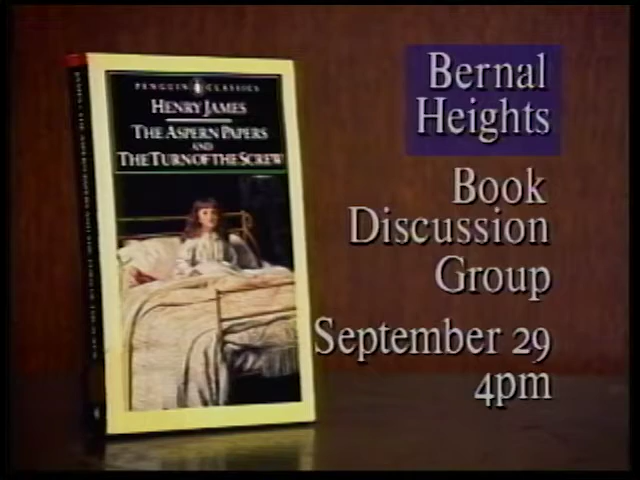 PENGUIN CLASSICS
HENRY JAMES
THE ASPERN PAPERS
AND
THE TURN OF THE SCREW
Bernal
Heights
Book
Discussion
Group
September 29
4pm